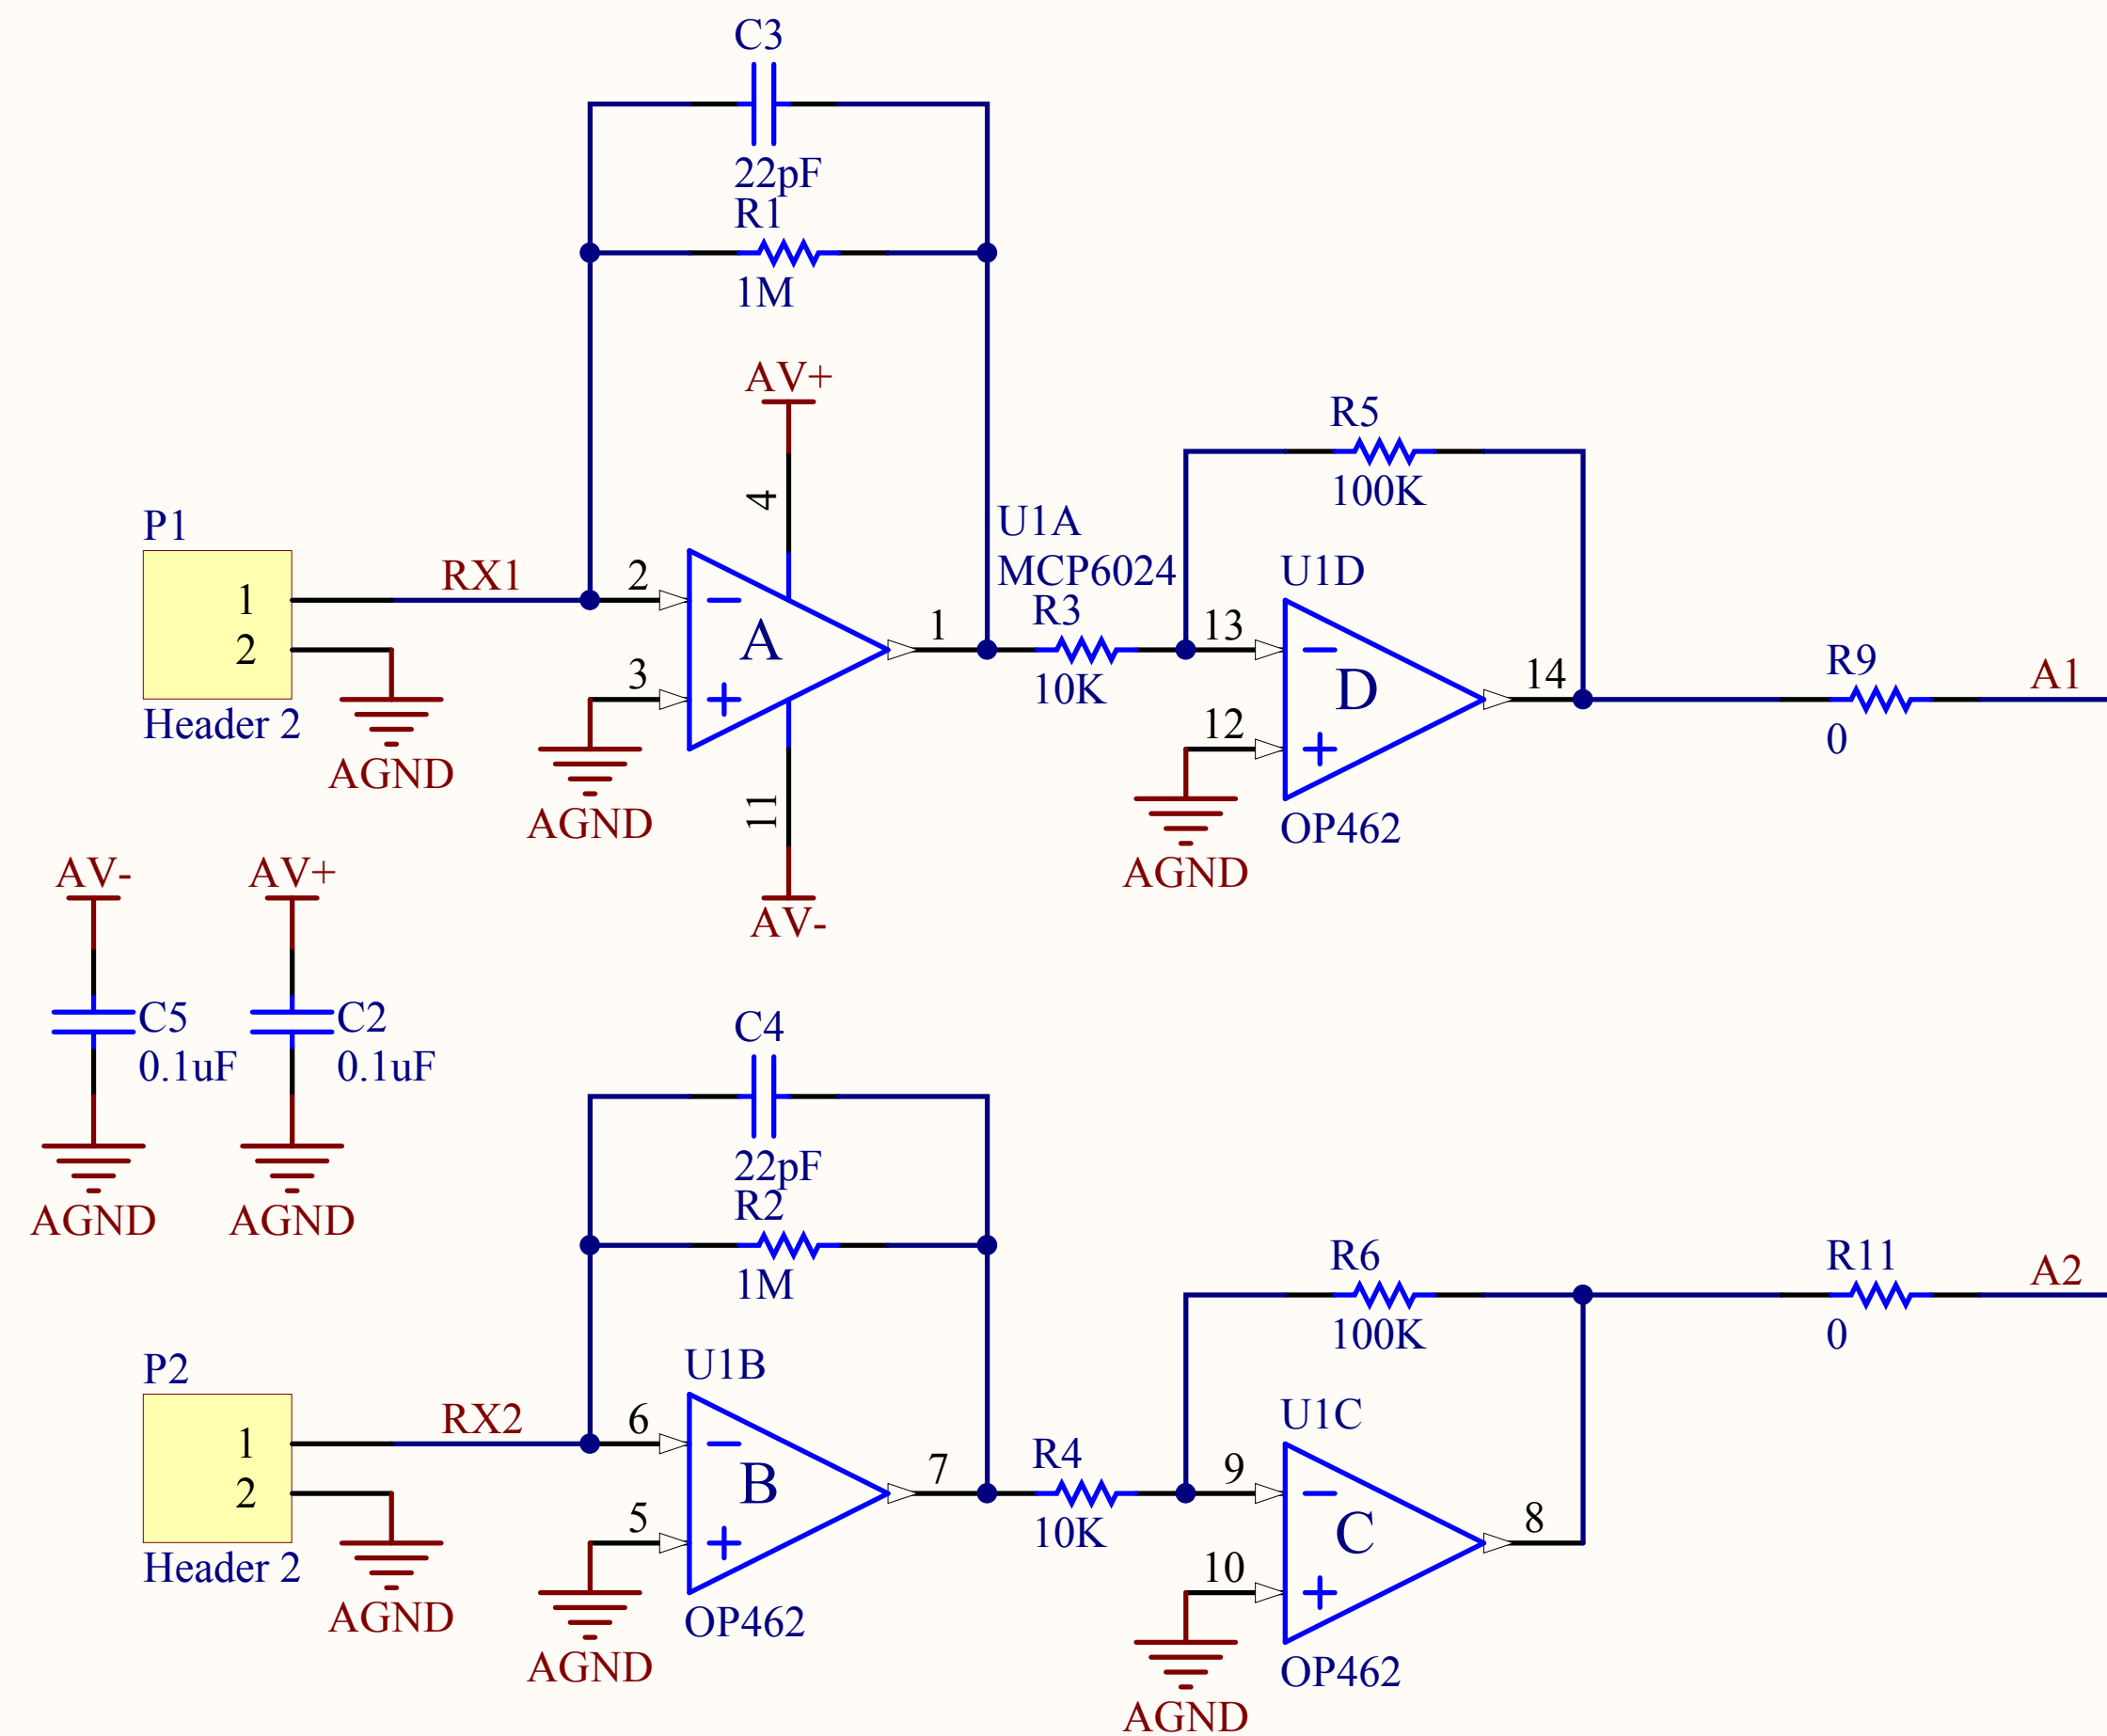 C3
22pF
R1
1M
AV+
4
R5
100K
P1
1
2
Header 2
RX1
AGND
2
3
A
1
AGND
11
AV-
U1A
MCP6024
R3
10K
U1D
13
12
D
14
OP462
AGND
R9
0
A1
AV-
AV+
C5
0.1uF
C2
0.1uF
AGND
AGND
C4
22pF
R2
1M
R6
100K
R11
0
A2
P2
1
2
Header 2
RX2
AGND
U1B
6
5
B
7
OP462
AGND
R4
10K
U1C
9
10
C
8
OP462
AGND